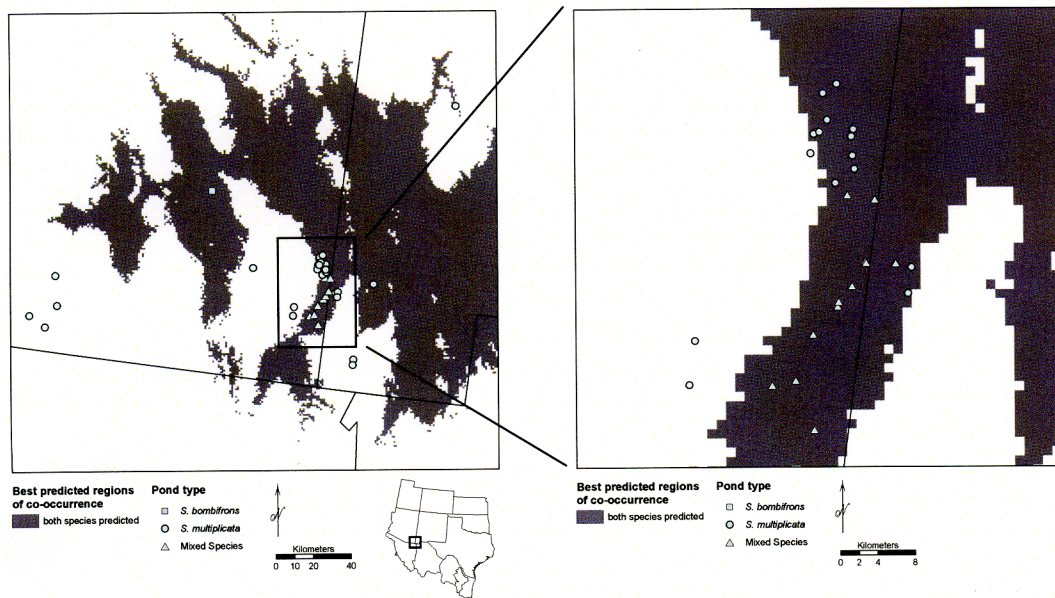 Best predicted regions
of co-occurrence
both species predicted
Pond type
S. bombifrons
S. multiplicata
Mixed Species
N
Kilometers
0 10 20 40
Best predicted regions
of co-occurrence
both species predicted
Pond type
S. bombifrons
S. multiplicata
Mixed Species
N
Kilometers
0 2 4 8